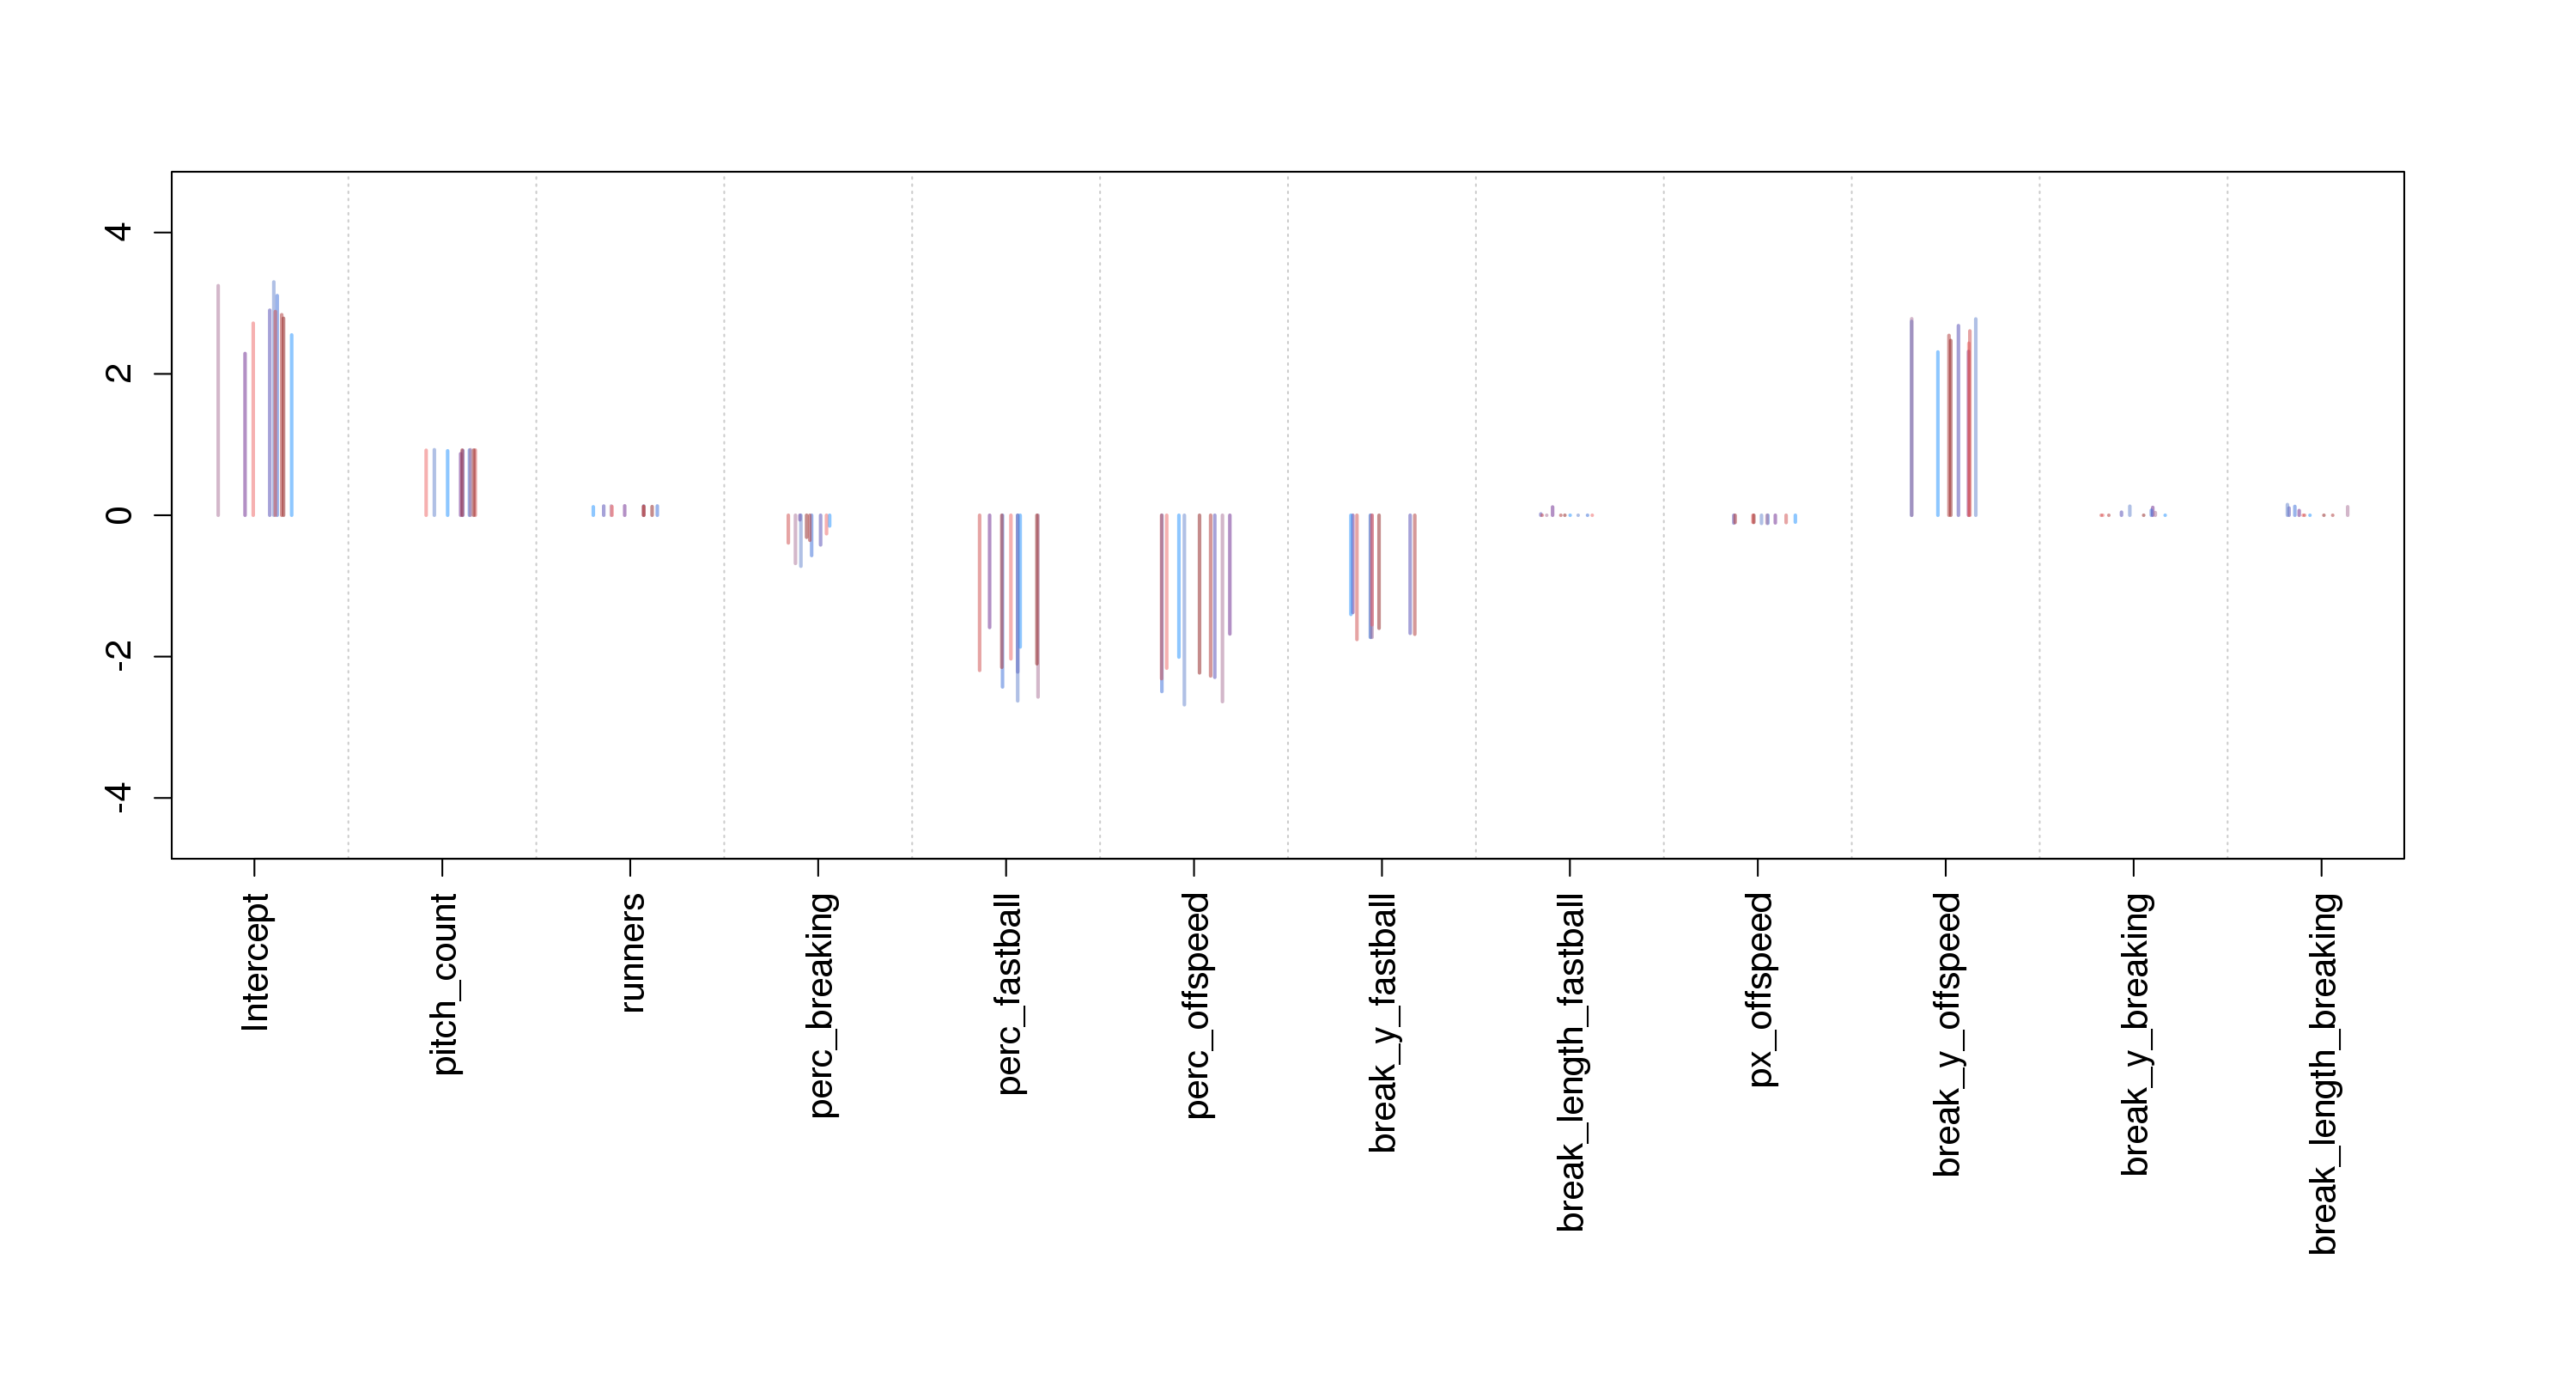 4
2
0
-2
-4
Intercept
pitch_count
runners
perc_breaking
perc_fastball
perc_offspeed
break_y_fastball
break_length_fastball
px_offspeed
break_y_offspeed
break_y_breaking
break_length_breaking